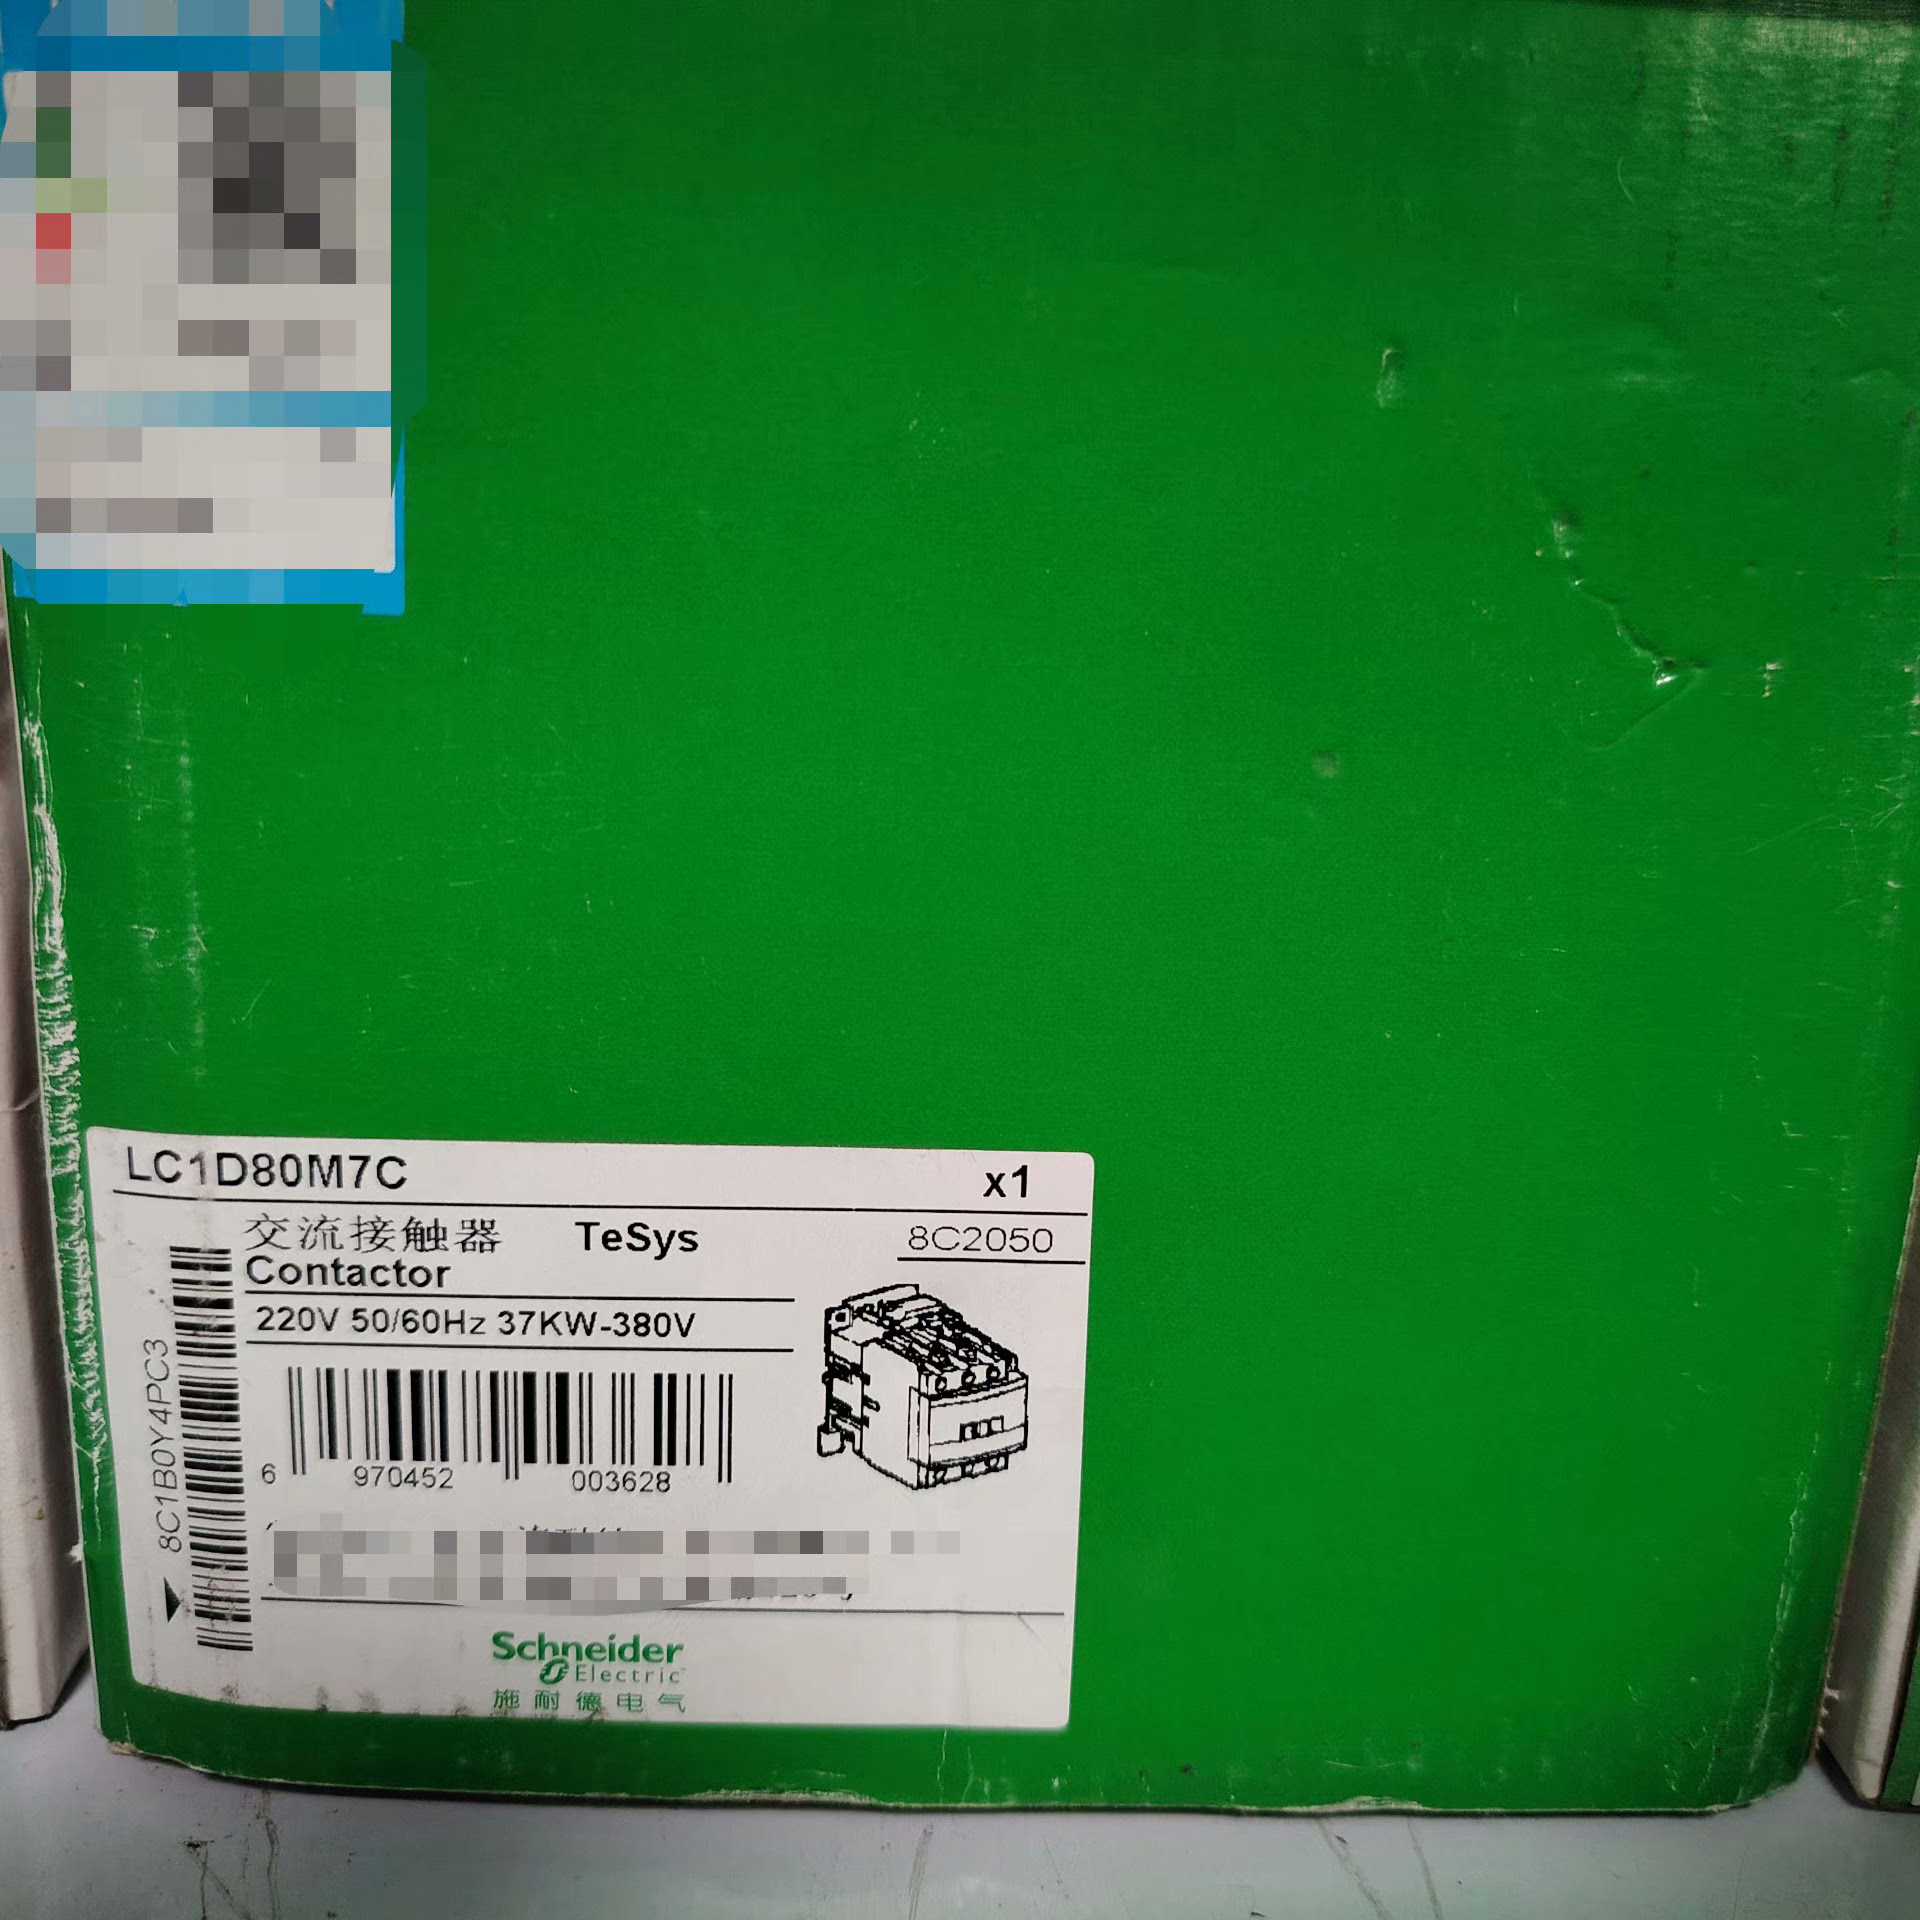 LC1D80M7C
x1
交流接触器 TeSys
8C2050
Contactor
220V 50/60Hz 37KW-380V
8C1B0Y4PC3
6 970452 003628
Schneider
Electric
施耐德电气